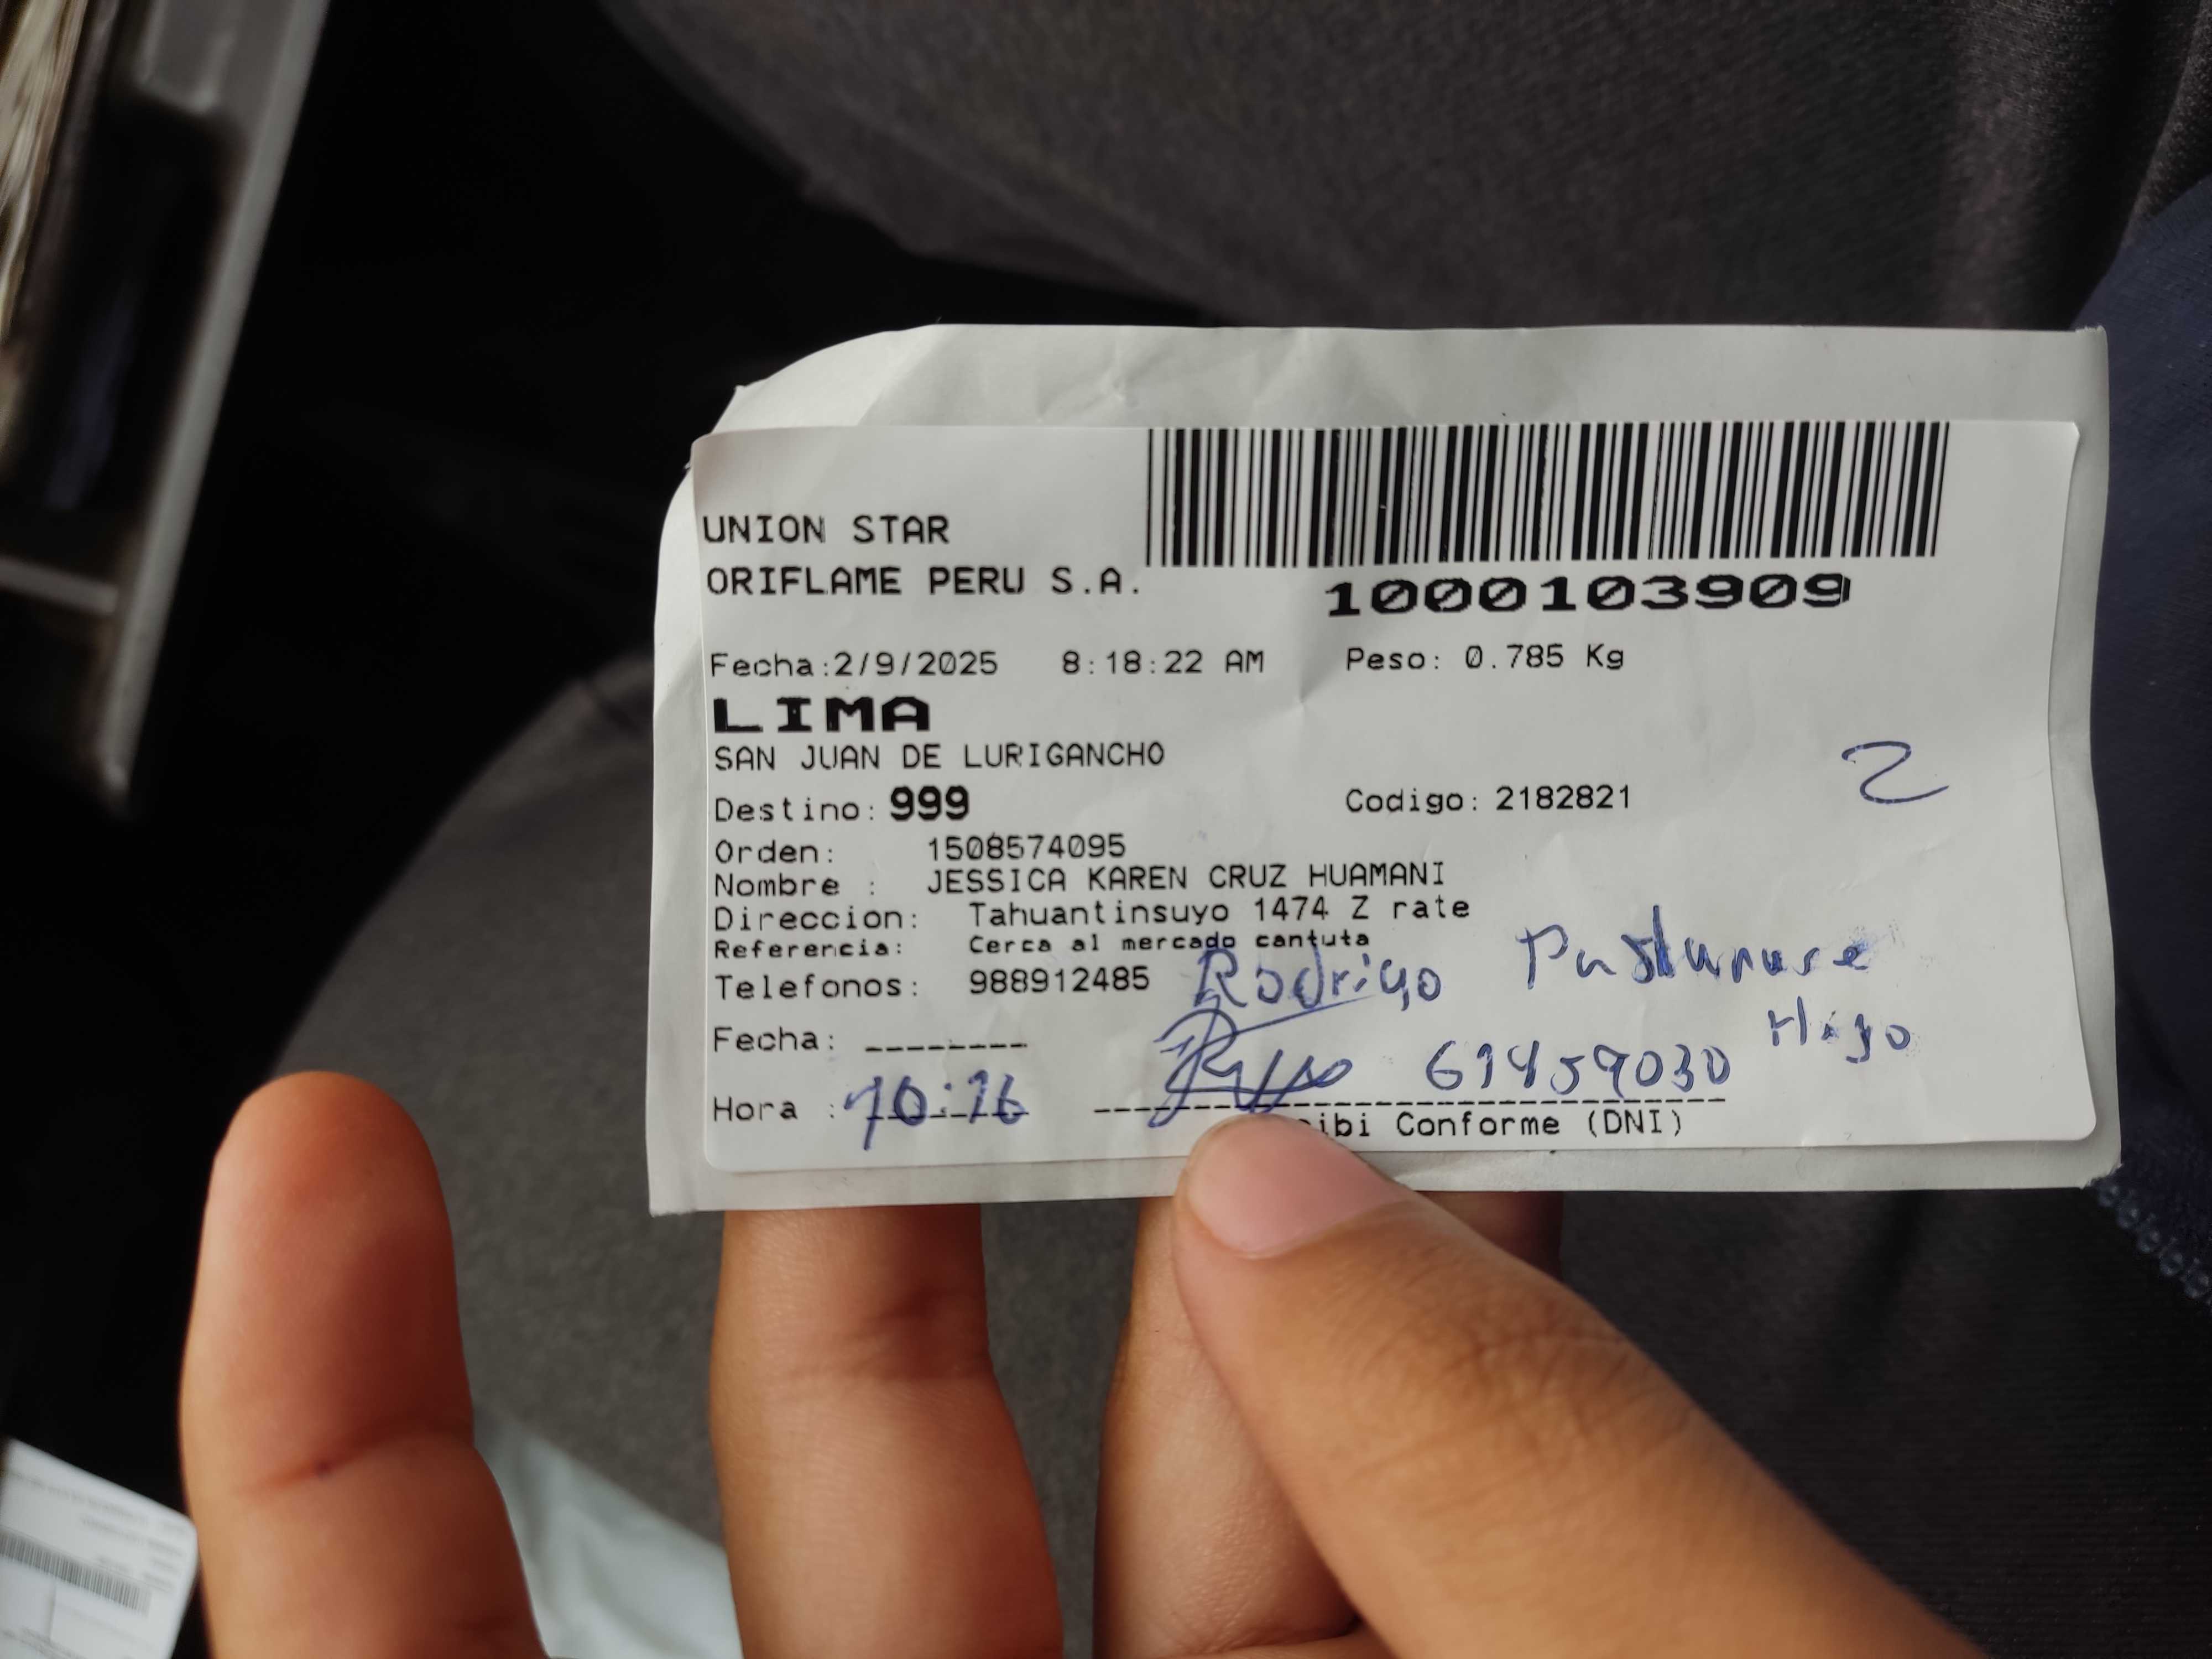 UNION STAR
ORIFLAME PERU S.A.
1000103909
Fecha:2/9/2025 8:18:22 AM Peso: 0.785 Kg
LIMA
SAN JUAN DE LURIGANCHO
2
Destino: 999 Codigo: 2182821
Orden: 1508574095
Nombre : JESSICA KAREN CRUZ HUAMANI
Direccion: Tahuantinsuyo 1474 Z rate
Referencia: Cerca al mercado cantuta
Telefonos: 988912485 Rodrigo
Fecha:
Hora : 10:16
ibi Conforme (DNI)